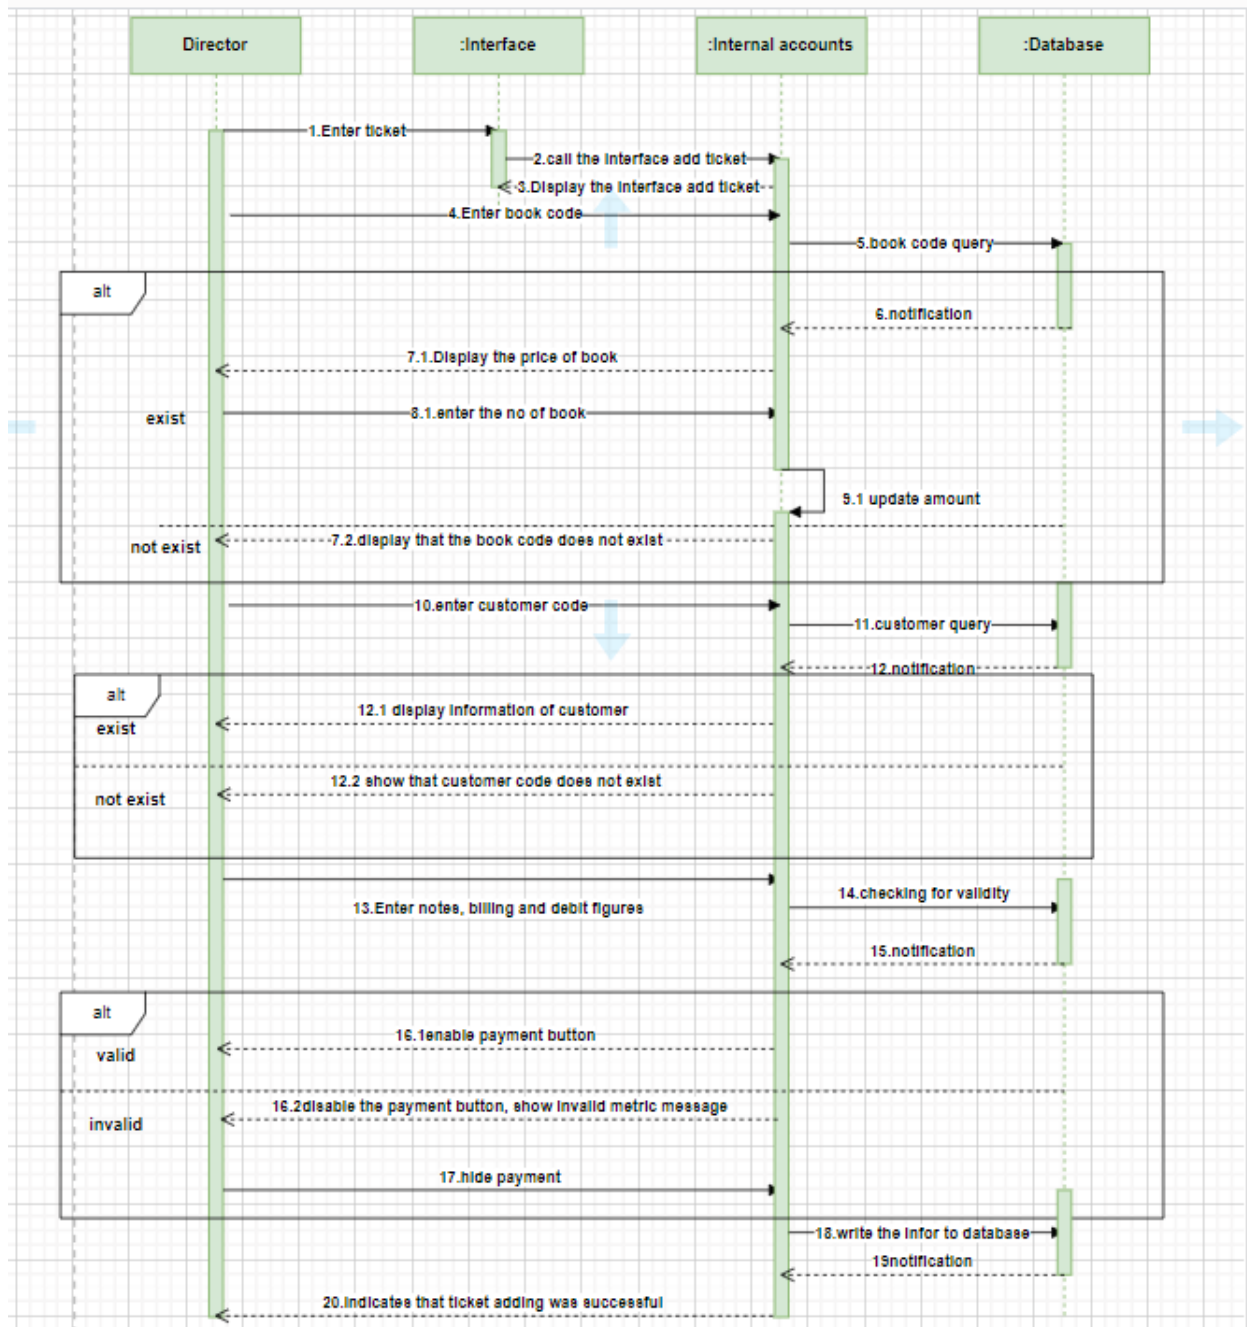 Director
:Interface
:Internal accounts
:Database
1.Enter ticket
2.call the interface add ticket
3.Display the interface add ticket
4.Enter book code
5.book code query
alt
6.notification
7.1.Display the price of book
8.1.enter the no of book
exist
9.1 update amount
7.2.display that the book code does not exist
not exist
10.enter customer code
11.customer query
12.notification
alt
12.1 display information of customer
exist
12.2 show that customer code does not exist
not exist
14.checking for validity
13.Enter notes, billing and debit figures
15.notification
alt
16.1enable payment button
valid
16.2disable the payment button, show invalid metric message
invalid
17.hide payment
18.write the infor to database
19notification
20.indicates that ticket adding was successful